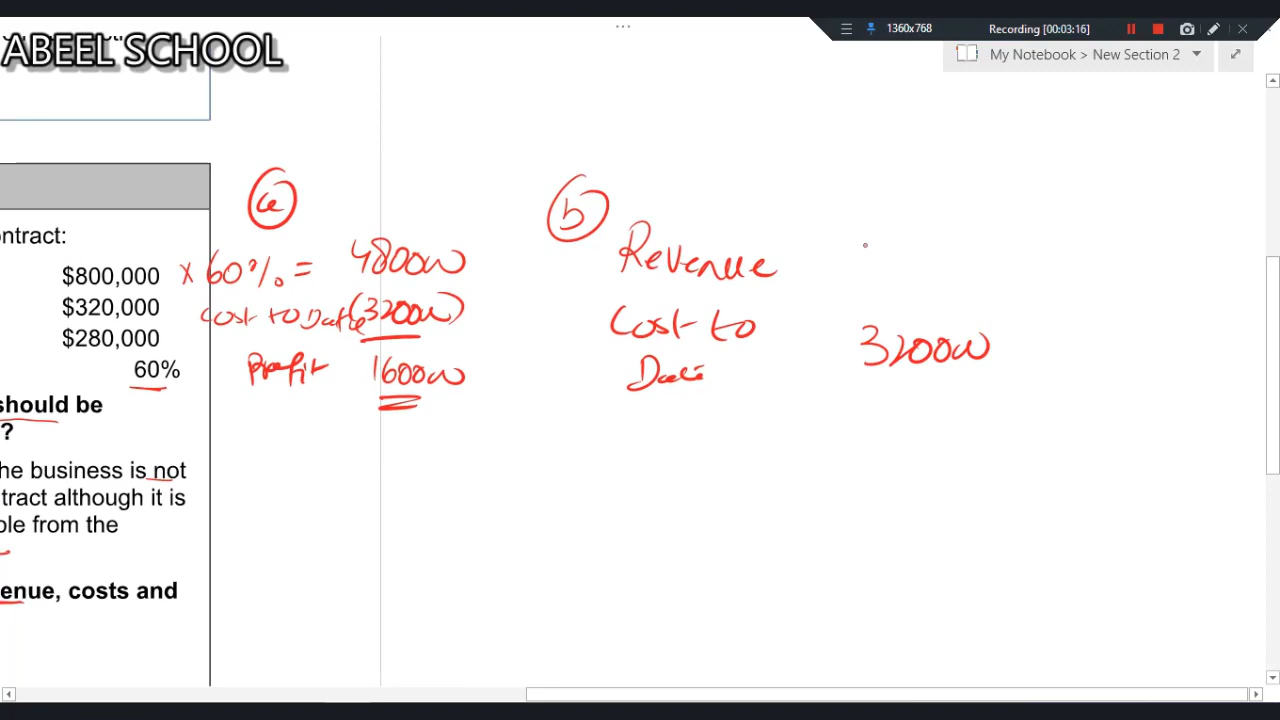 ABEEL SCHOOL
1360x768
Recording [00:03:16]
My Notebook > New Section 2
ontract:
$800,000
$320,000
$280,000
60%
should be
?
he business is not
tract although it is
ole from the
enue, costs and
a
x 60% = 480000
Cost to Date (320000)
Profit 160000
b
Revenue
Cost to
Date
320000